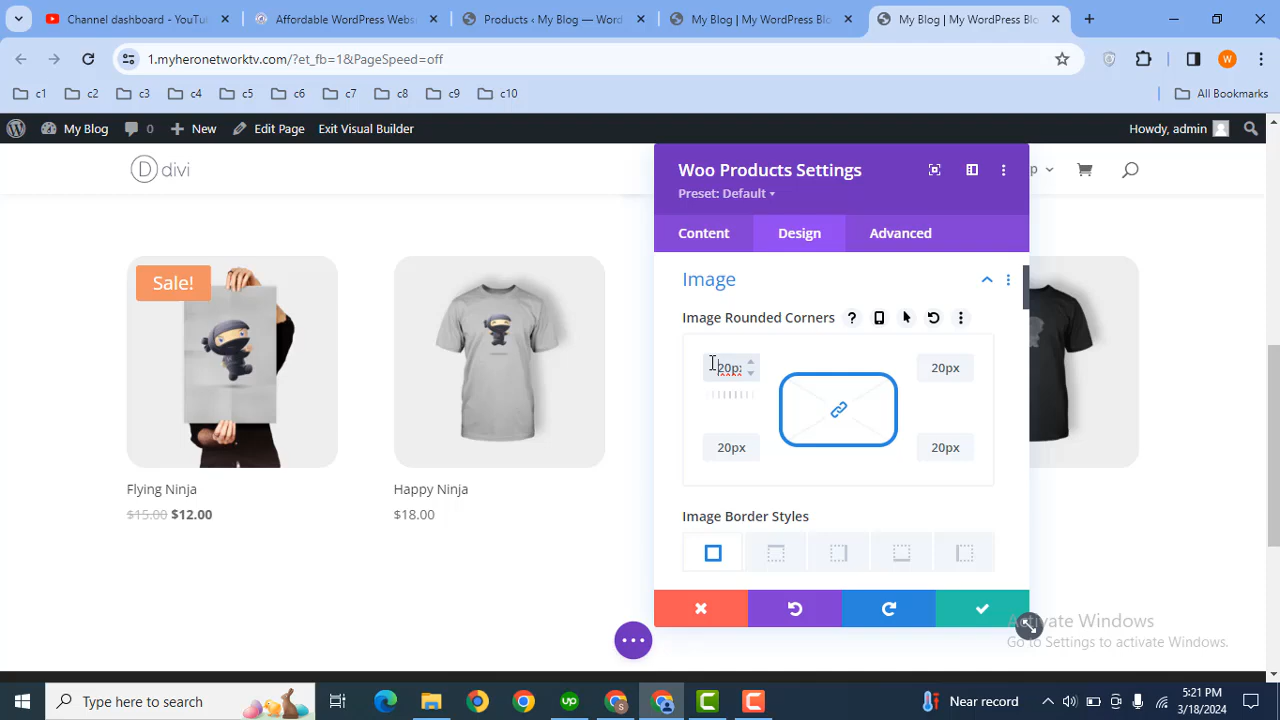 Channel dashboard - YouTu
Affordable WordPress Webs
Products ‹ My Blog — Word
My Blog | My WordPress Blo
My Blog | My WordPress Blo
1.myheronetworktv.com/?et_fb=1&PageSpeed=off
W
c1 c2 c3 c4 c5 c6 c7 c8 c9 c10 All Bookmarks
My Blog 0 New Edit Page Exit Visual Builder Howdy, admin
D divi
p
Woo Products Settings
Preset: Default
Content Design Advanced
Image
Image Rounded Corners ?
20px 20px
20px 20px
Image Border Styles
Sale!
Flying Ninja
$15.00 $12.00
Happy Ninja
$18.00
Activate Windows
Go to Settings to activate Windows.
Type here to search
up
S
Near record
5:21 PM
3/18/2024